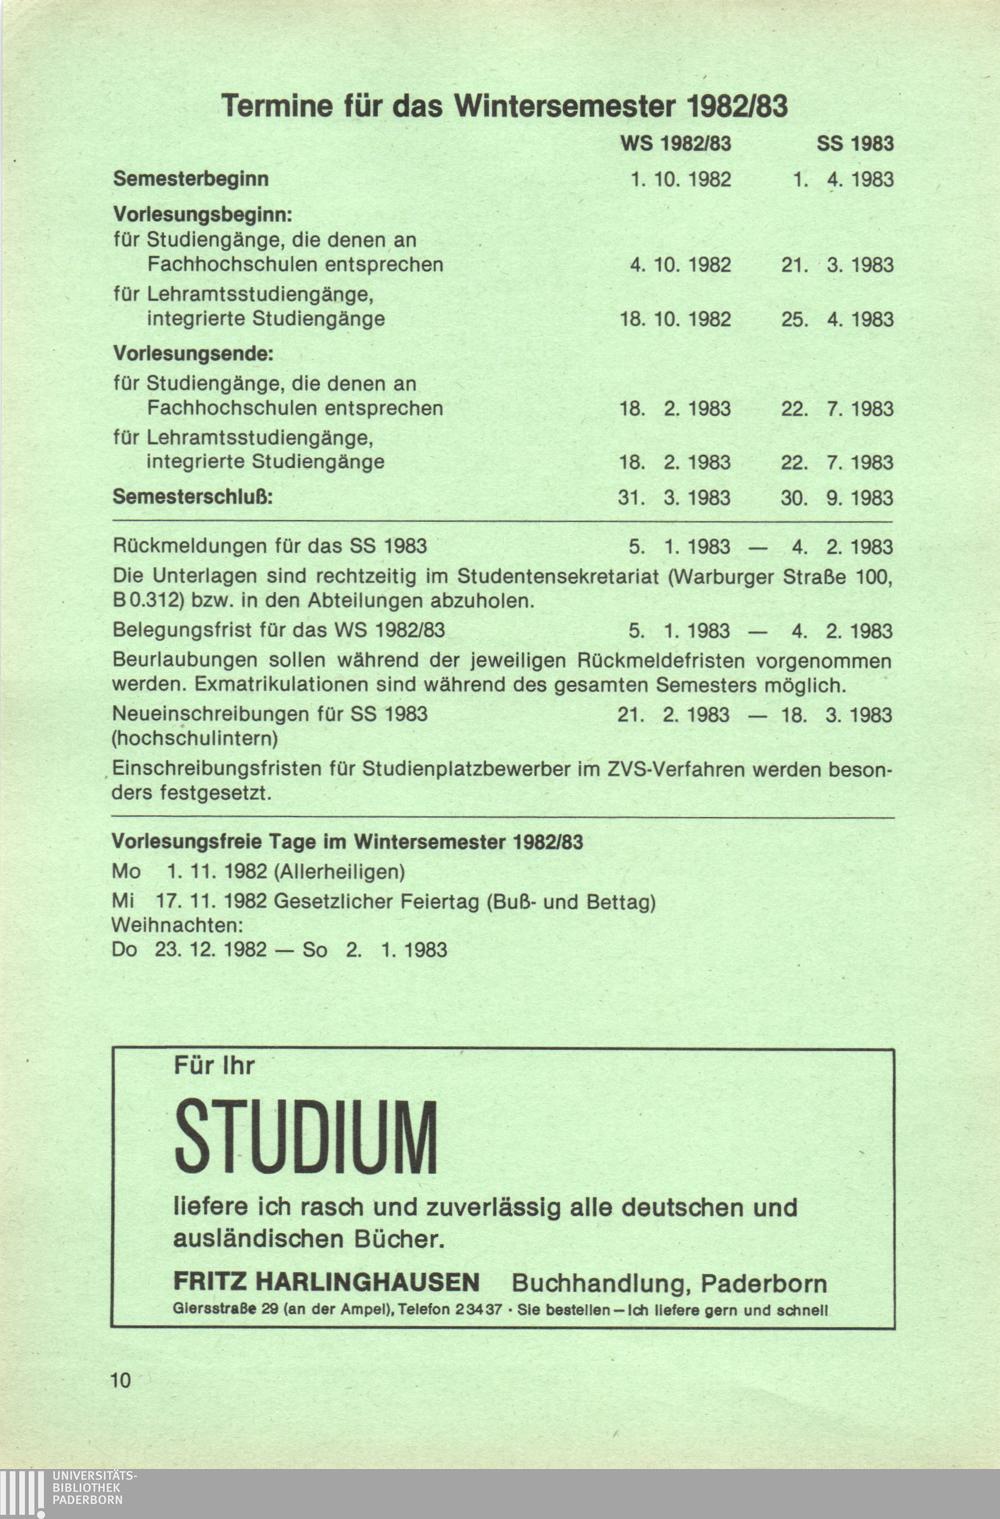 Termine für das Wintersemester 1982/83
WS 1982/83 SS 1983
Semesterbeginn 1. 10. 1982 1. 4. 1983
Vorlesungsbeginn:
für Studiengänge, die denen an
Fachhochschulen entsprechen 4. 10. 1982 21. 3. 1983
für Lehramtsstudiengänge,
integrierte Studiengänge 18. 10. 1982 25. 4. 1983
Vorlesungsende:
für Studiengänge, die denen an
Fachhochschulen entsprechen 18. 2. 1983 22. 7. 1983
für Lehramtsstudiengänge,
integrierte Studiengänge 18. 2. 1983 22. 7. 1983
Semesterschluß: 31. 3. 1983 30. 9. 1983
Rückmeldungen für das SS 1983 5. 1. 1983 — 4. 2. 1983
Die Unterlagen sind rechtzeitig im Studentensekretariat (Warburger Straße 100,
B 0.312) bzw. in den Abteilungen abzuholen.
Belegungsfrist für das WS 1982/83 5. 1. 1983 — 4. 2. 1983
Beurlaubungen sollen während der jeweiligen Rückmeldefristen vorgenommen
werden. Exmatrikulationen sind während des gesamten Semesters möglich.
Neueinschreibungen für SS 1983 21. 2. 1983 — 18. 3. 1983
(hochschulintern)
Einschreibungsfristen für Studienplatzbewerber im ZVS-Verfahren werden beson-
ders festgesetzt.
Vorlesungsfreie Tage im Wintersemester 1982/83
Mo 1. 11. 1982 (Allerheiligen)
Mi 17. 11. 1982 Gesetzlicher Feiertag (Buß- und Bettag)
Weihnachten:
Do 23. 12. 1982 — So 2. 1. 1983
Für Ihr
STUDIUM
liefere ich rasch und zuverlässig alle deutschen und
ausländischen Bücher.
FRITZ HARLINGHAUSEN Buchhandlung, Paderborn
Giersstraße 29 (an der Ampel), Telefon 2 34 37 · Sie bestellen — Ich liefere gern und schnell
10
UNIVERSITÄTS-
BIBLIOTHEK
PADERBORN